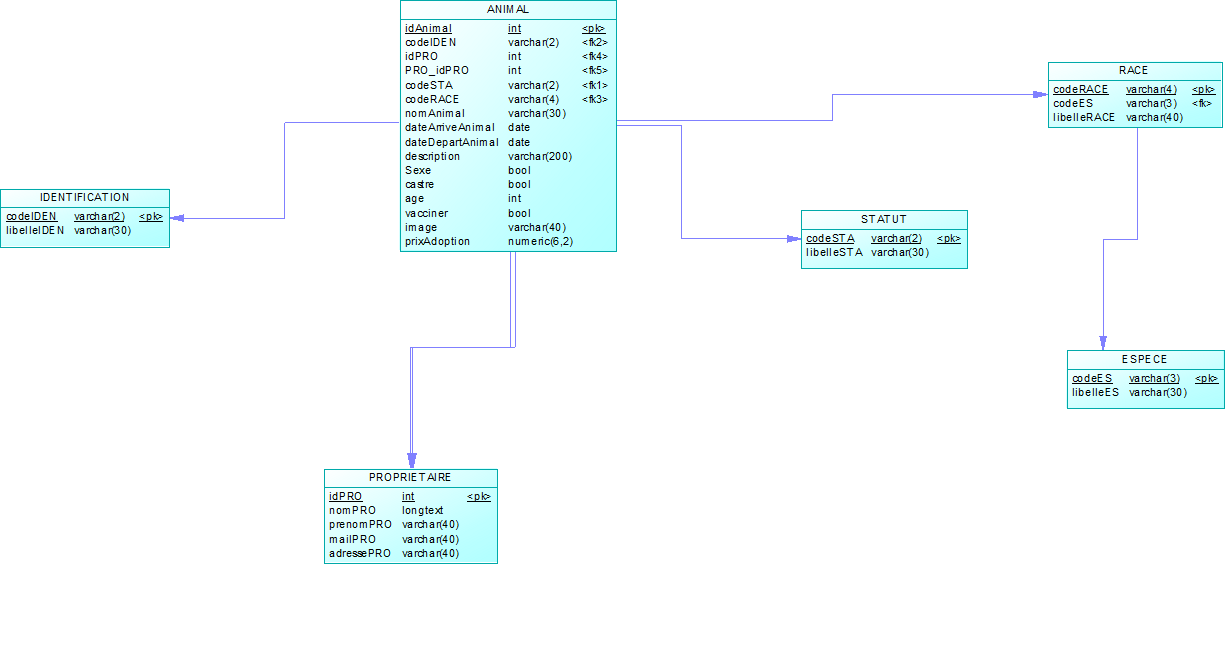 ANIMAL
idAnimal int <pk>
codeIDEN varchar(2) <fk2>
idPRO int <fk4>
PRO_idPRO int <fk5>
codeSTA varchar(2) <fk1>
codeRACE varchar(4) <fk3>
nomAnimal varchar(30)
dateArriveAnimal date
dateDepartAnimal date
description varchar(200)
Sexe bool
castre bool
age int
vacciner bool
image varchar(40)
prixAdoption numeric(6,2)
RACE
codeRACE varchar(4) <pk>
codeES varchar(3) <fk>
libelleRACE varchar(40)
IDENTIFICATION
codeIDEN varchar(2) <pk>
libelleIDEN varchar(30)
STATUT
codeSTA varchar(2) <pk>
libelleSTA varchar(30)
ESPECE
codeES varchar(3) <pk>
libelleES varchar(30)
PROPRIETAIRE
idPRO int <pk>
nomPRO longtext
prenomPRO varchar(40)
mailPRO varchar(40)
adressePRO varchar(40)